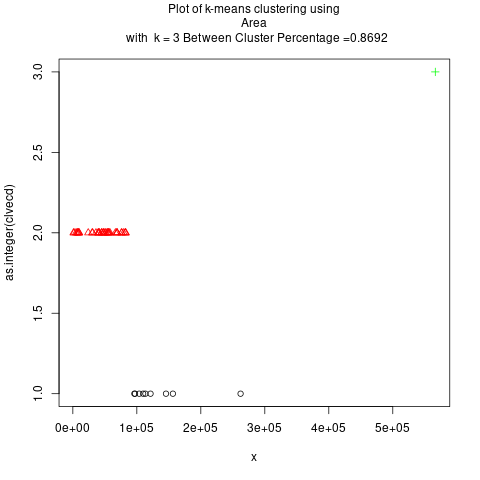 Plot of k-means clustering using
Area
with k = 3 Between Cluster Percentage =0.8692
as.integer(clvecd)
3.0
2.5
2.0
1.5
1.0
0e+00 1e+05 2e+05 3e+05 4e+05 5e+05
x